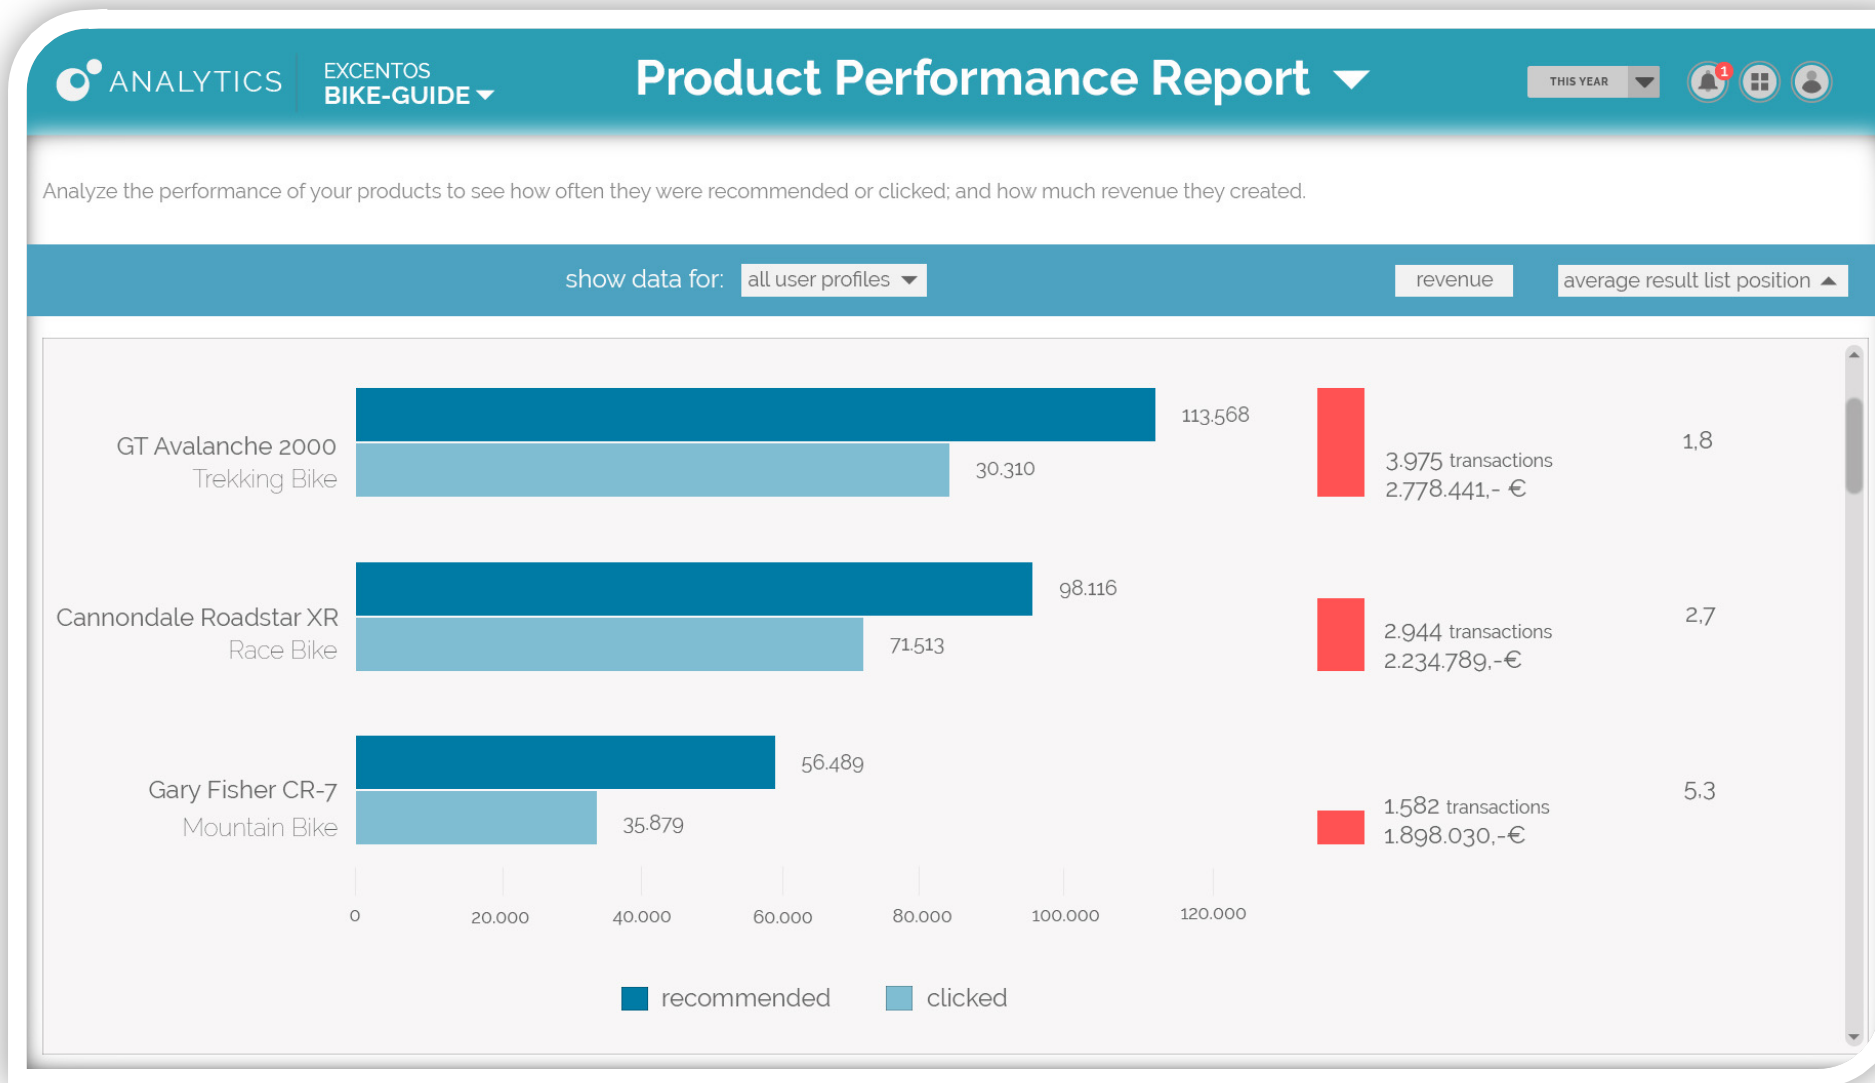 ANALYTICS
EXCENTOS
BIKE-GUIDE
Product Performance Report
THIS YEAR
1
Analyze the performance of your products to see how often they were recommended or clicked; and how much revenue they created.
show data for:
all user profiles
revenue
average result list position
GT Avalanche 2000
Trekking Bike
113.568
30.310
3.975 transactions
2.778.441,- €
1,8
Cannondale Roadstar XR
Race Bike
98.116
71.513
2.944 transactions
2.234.789,-€
2,7
Gary Fisher CR-7
Mountain Bike
56.489
35.879
1.582 transactions
1.898.030,-€
5,3
0
20.000
40.000
60.000
80.000
100.000
120.000
recommended
clicked